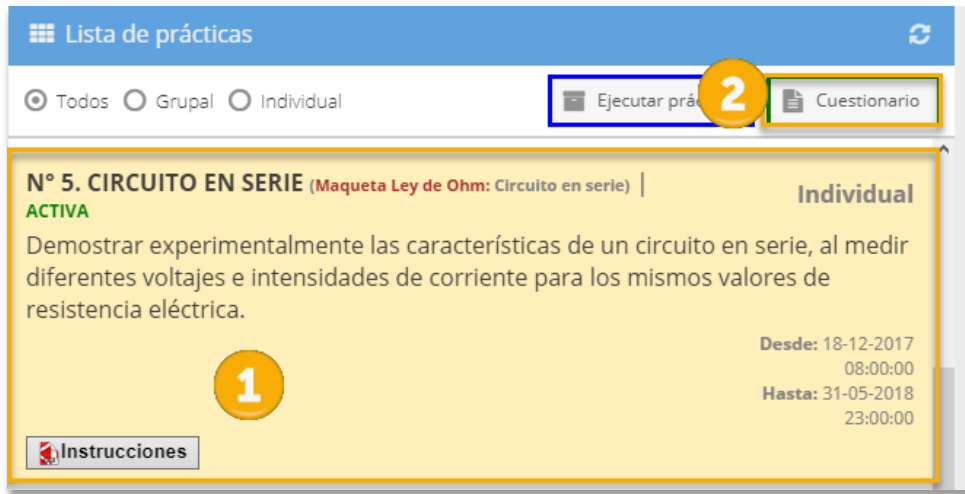 Lista de prácticas
Todos Grupal Individual Ejecutar prá 2 Cuestionario
N° 5. CIRCUITO EN SERIE (Maqueta Ley de Ohm: Circuito en serie) |
ACTIVA
Individual
Demostrar experimentalmente las características de un circuito en serie, al medir
diferentes voltajes e intensidades de corriente para los mismos valores de
resistencia eléctrica.
Desde: 18-12-2017
08:00:00
Hasta: 31-05-2018
23:00:00
1
Instrucciones